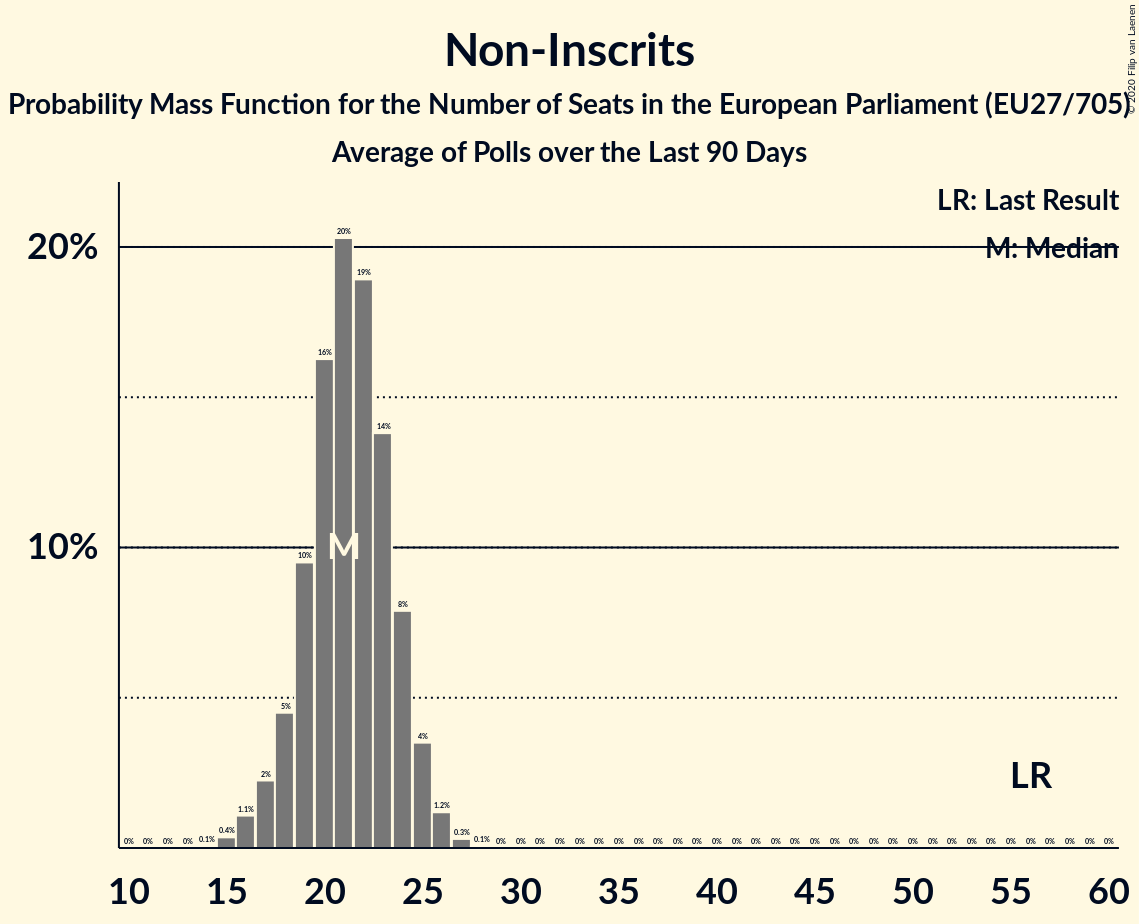 Non-Inscrits
Probability Mass Function for the Number of Seats in the European Parliament (EU27/705)
Average of Polls over the Last 90 Days
© 2020 Filip van Laenen
LR: Last Result
M: Median
20%
10%
0% 0% 0% 0% 0.1% 0.4% 1.1% 2% 5% 10% 16% 20% 19% 14% 8% 4% 1.2% 0.3% 0.1% 0% 0% 0% 0% 0% 0% 0% 0% 0% 0% 0% 0% 0% 0% 0% 0% 0% 0% 0% 0% 0% 0% 0% 0% 0% 0% 0% 0% 0% 0% 0% 0%
M
LR
10 15 20 25 30 35 40 45 50 55 60